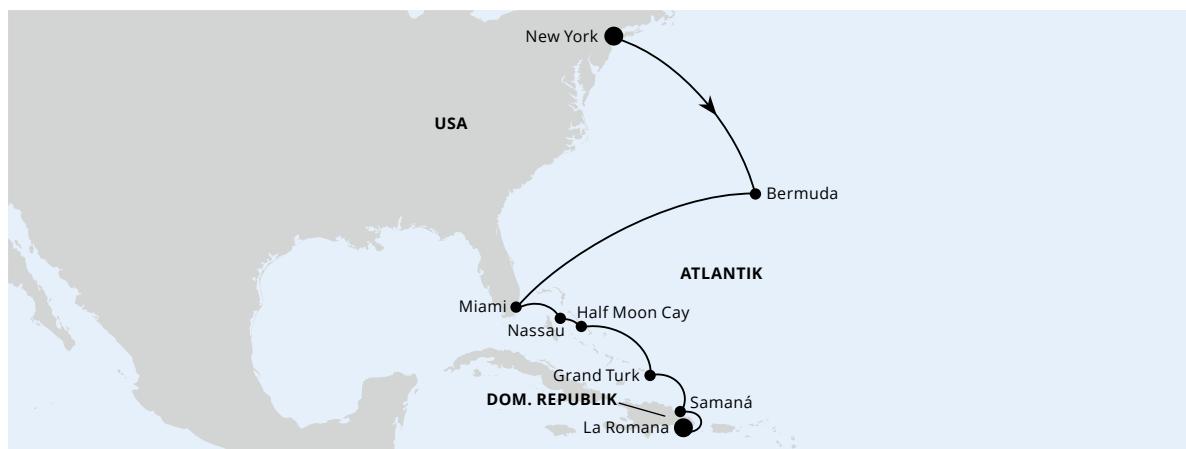 New York
USA
Bermuda
ATLANTIK
Miami
Half Moon Cay
Nassau
Grand Turk
DOM. REPUBLIK
Samaná
La Romana